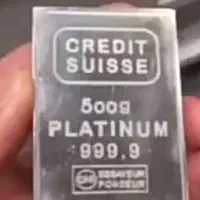 CREDIT
SUISSE
500g
PLATINUM
999,9
ESSAYEUR
FONDEUR